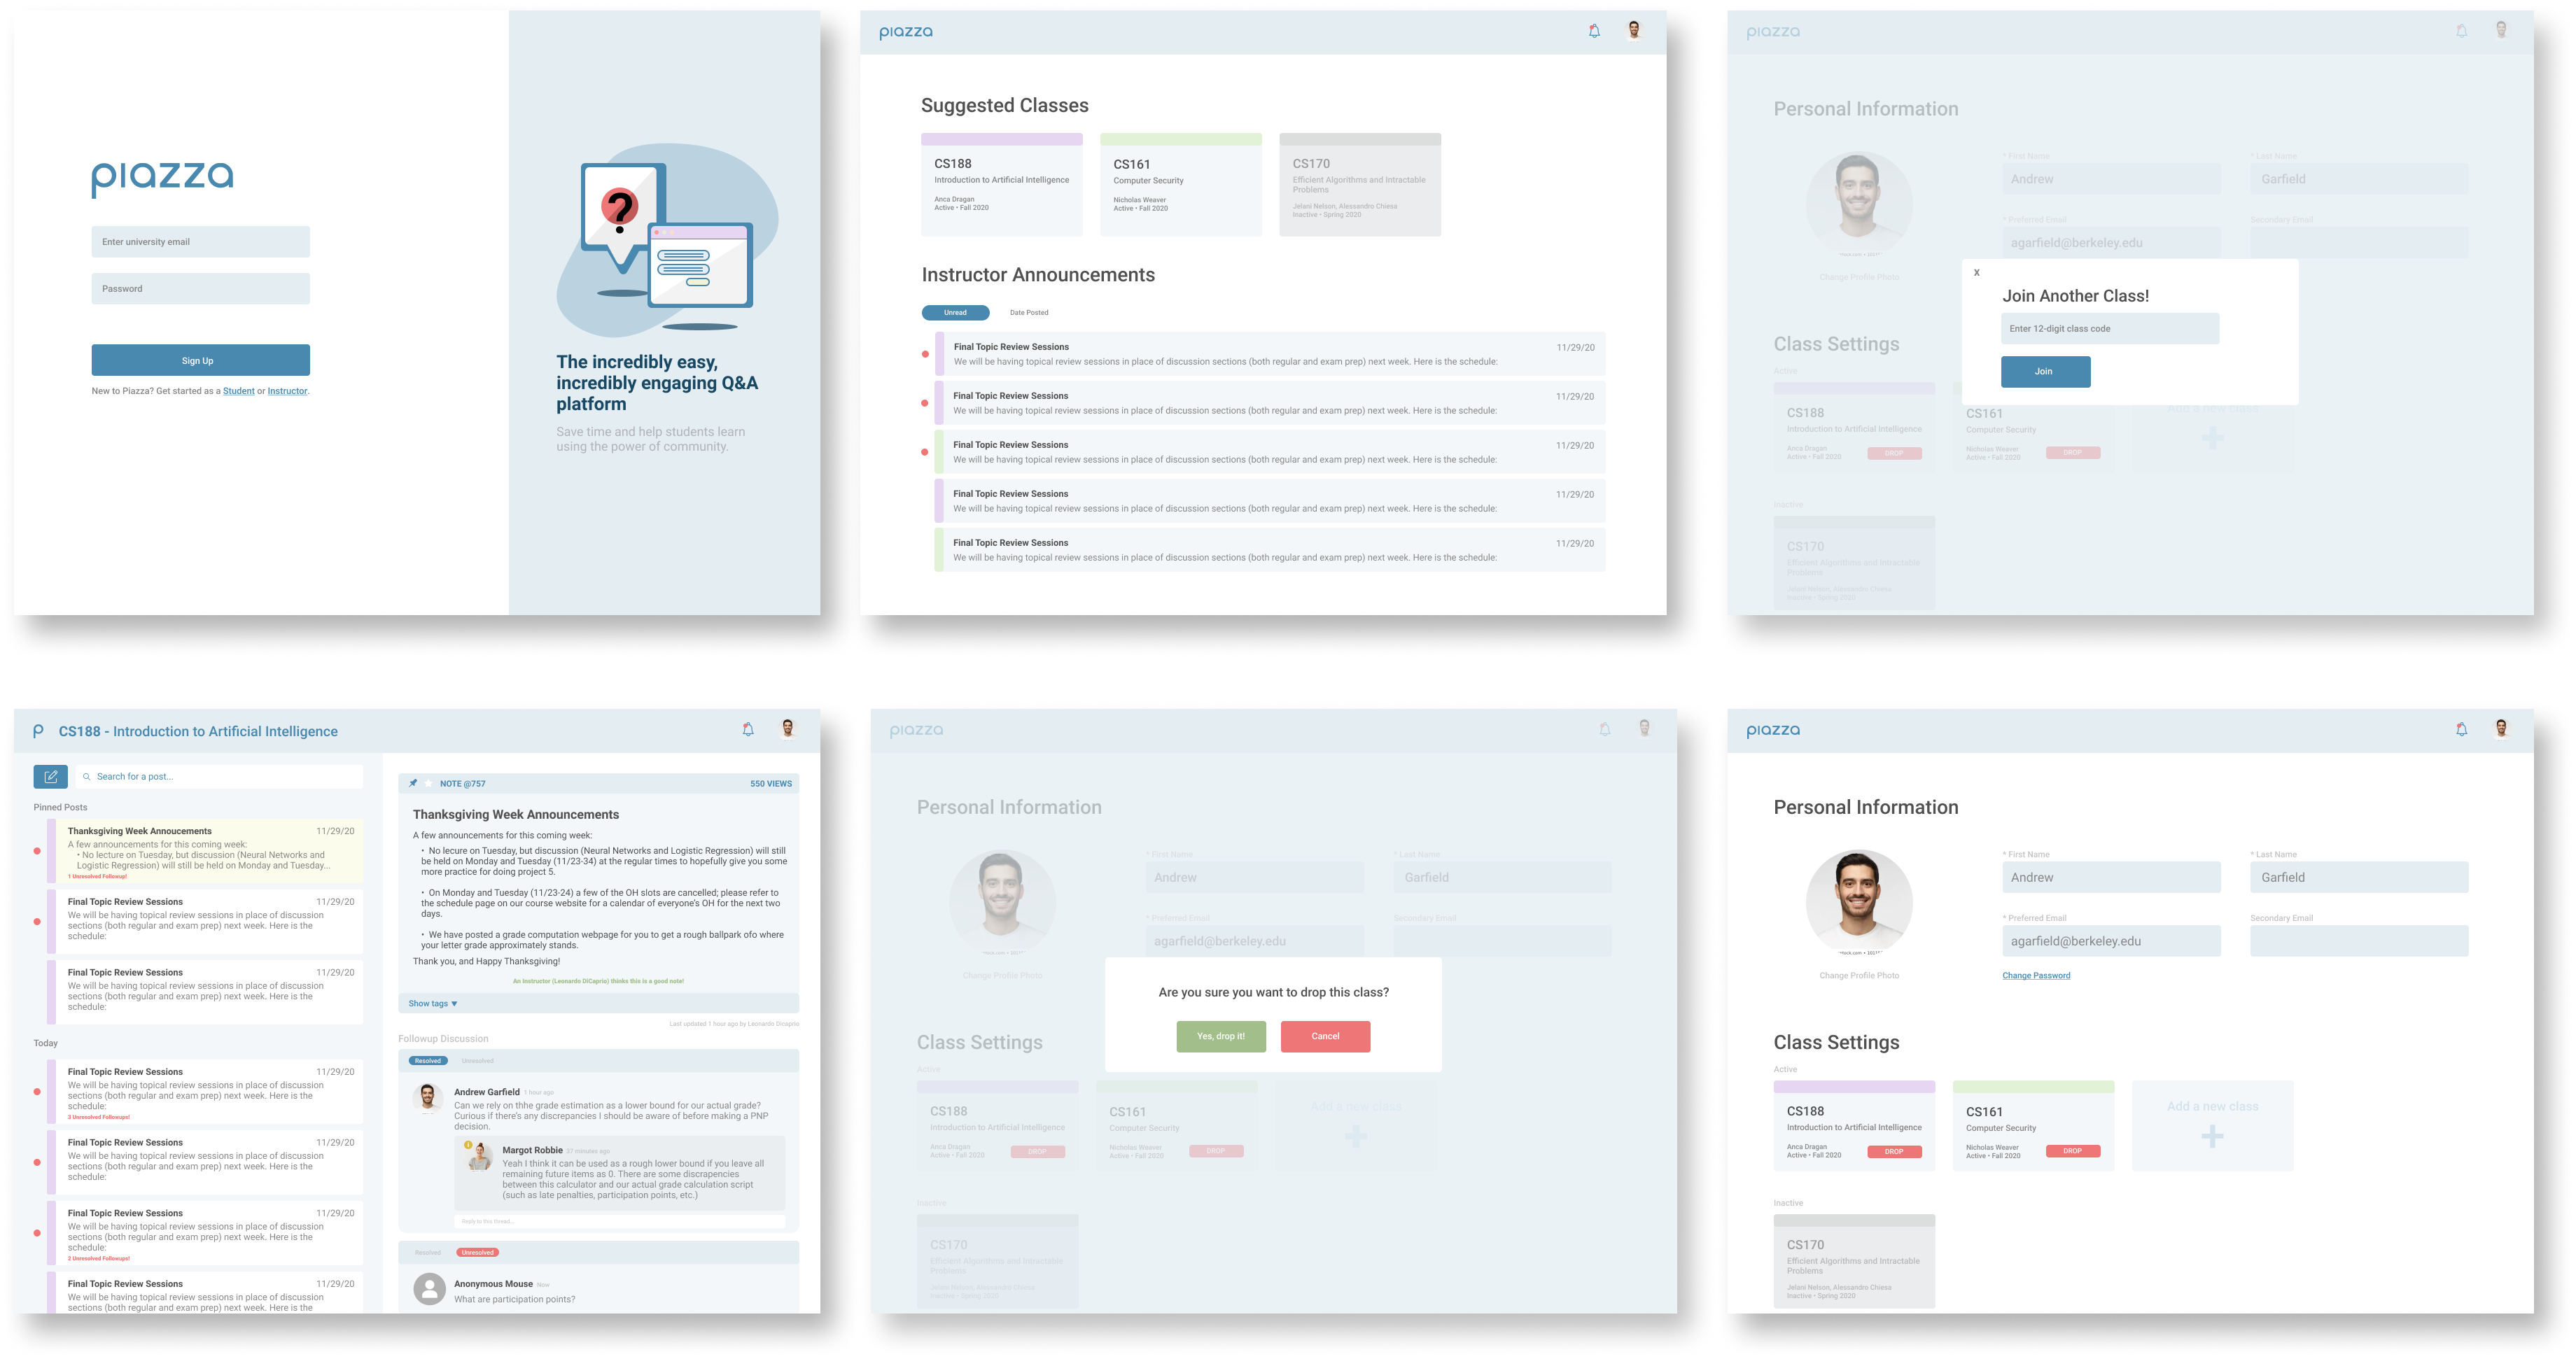 piazza
Enter university email
Password
Sign Up
New to Piazza? Get started as a Student or Instructor.
?
The incredibly easy,
incredibly engaging Q&A
platform
Save time and help students learn
using the power of community.
piazza
Suggested Classes
CS188
Introduction to Artificial Intelligence
Anca Dragan
Active • Fall 2020
CS161
Computer Security
Nicholas Weaver
Active • Fall 2020
CS170
Efficient Algorithms and Intractable
Problems
Jelani Nelson, Alessandro Chiesa
Inactive • Spring 2020
Instructor Announcements
Unread Date Posted
Final Topic Review Sessions 11/29/20
We will be having topical review sessions in place of discussion sections (both regular and exam prep) next week. Here is the schedule:
Final Topic Review Sessions 11/29/20
We will be having topical review sessions in place of discussion sections (both regular and exam prep) next week. Here is the schedule:
Final Topic Review Sessions 11/29/20
We will be having topical review sessions in place of discussion sections (both regular and exam prep) next week. Here is the schedule:
Final Topic Review Sessions 11/29/20
We will be having topical review sessions in place of discussion sections (both regular and exam prep) next week. Here is the schedule:
Final Topic Review Sessions 11/29/20
We will be having topical review sessions in place of discussion sections (both regular and exam prep) next week. Here is the schedule:
piazza
Personal Information
* First Name * Last Name
Andrew Garfield
* Preferred Email Secondary Email
agarfield@berkeley.edu
Change Profile Photo
X
Join Another Class!
Enter 12-digit class code
Join
Class Settings
Active
CS188
Introduction to Artificial Intelligence
Anca Dragan
Active • Fall 2020
DROP
CS161
Computer Security
Nicholas Weaver
Active • Fall 2020
DROP
Add a new class
Inactive
CS170
Efficient Algorithms and Intractable
Problems
Jelani Nelson, Alessandro Chiesa
Inactive • Spring 2020
p CS188 - Introduction to Artificial Intelligence
Search for a post...
Pinned Posts
Thanksgiving Week Annoucements 11/29/20
A few announcements for this coming week:
• No lecture on Tuesday, but discussion (Neural Networks and
Logistic Regression) will still be held on Monday and Tuesday...
1 Unresolved Followup!
Final Topic Review Sessions 11/29/20
We will be having topical review sessions in place of discussion
sections (both regular and exam prep) next week. Here is the
schedule:
Final Topic Review Sessions 11/29/20
We will be having topical review sessions in place of discussion
sections (both regular and exam prep) next week. Here is the
schedule:
Today
Final Topic Review Sessions 11/29/20
We will be having topical review sessions in place of discussion
sections (both regular and exam prep) next week. Here is the
schedule:
3 Unresolved Followups!
Final Topic Review Sessions 11/29/20
We will be having topical review sessions in place of discussion
sections (both regular and exam prep) next week. Here is the
schedule:
Final Topic Review Sessions 11/29/20
We will be having topical review sessions in place of discussion
sections (both regular and exam prep) next week. Here is the
schedule:
2 Unresolved Followups!
Final Topic Review Sessions 11/29/20
We will be having topical review sessions in place of discussion
sections (both regular and exam prep) next week. Here is the
NOTE @757 550 VIEWS
Thanksgiving Week Announcements
A few announcements for this coming week:
• No lecure on Tuesday, but discussion (Neural Networks and Logistic Regression) will still
be held on Monday and Tuesday (11/23-34) at the regular times to hopefully give you some
more practice for doing project 5.
• On Monday and Tuesday (11/23-24) a few of the OH slots are cancelled; please refer to
the schedule page on our course website for a calendar of everyone's OH for the next two
days.
• We have posted a grade computation webpage for you to get a rough ballpark ofo where
your letter grade approximately stands.
Thank you, and Happy Thanksgiving!
An Instructor (Leonardo DiCaprio) thinks this is a good note!
Show tags ▼
Last updated 1 hour ago by Leonardo Dicaprio
Followup Discussion
Resolved Unresolved
Andrew Garfield 1 hour ago
Can we rely on thhe grade estimation as a lower bound for our actual grade?
Curious if there's any discrepancies I should be aware of before making a PNP
decision.
Margot Robbie 37 minutes ago
Yeah I think it can be used as a rough lower bound if you leave all
remaining future items as 0. There are some discrapencies
between this calculator and our actual grade calculation script
(such as late penalties, participation points, etc.)
Reply to this thread...
Resolved Unresolved
Anonymous Mouse Now
What are participation points?
piazza
Personal Information
* First Name * Last Name
Andrew Garfield
* Preferred Email Secondary Email
agarfield@berkeley.edu
Change Profile Photo
Are you sure you want to drop this class?
Yes, drop it! Cancel
Class Settings
Active
CS188
Introduction to Artificial Intelligence
Anca Dragan
Active • Fall 2020
DROP
CS161
Computer Security
Nicholas Weaver
Active • Fall 2020
DROP
Add a new class
Inactive
CS170
Efficient Algorithms and Intractable
Problems
Jelani Nelson, Alessandro Chiesa
Inactive • Spring 2020
piazza
Personal Information
* First Name * Last Name
Andrew Garfield
* Preferred Email Secondary Email
agarfield@berkeley.edu
Change Profile Photo
Change Password
Class Settings
Active
CS188
Introduction to Artificial Intelligence
Anca Dragan
Active • Fall 2020
DROP
CS161
Computer Security
Nicholas Weaver
Active • Fall 2020
DROP
Add a new class
Inactive
CS170
Efficient Algorithms and Intractable
Problems
Jelani Nelson, Alessandro Chiesa
Inactive • Spring 2020